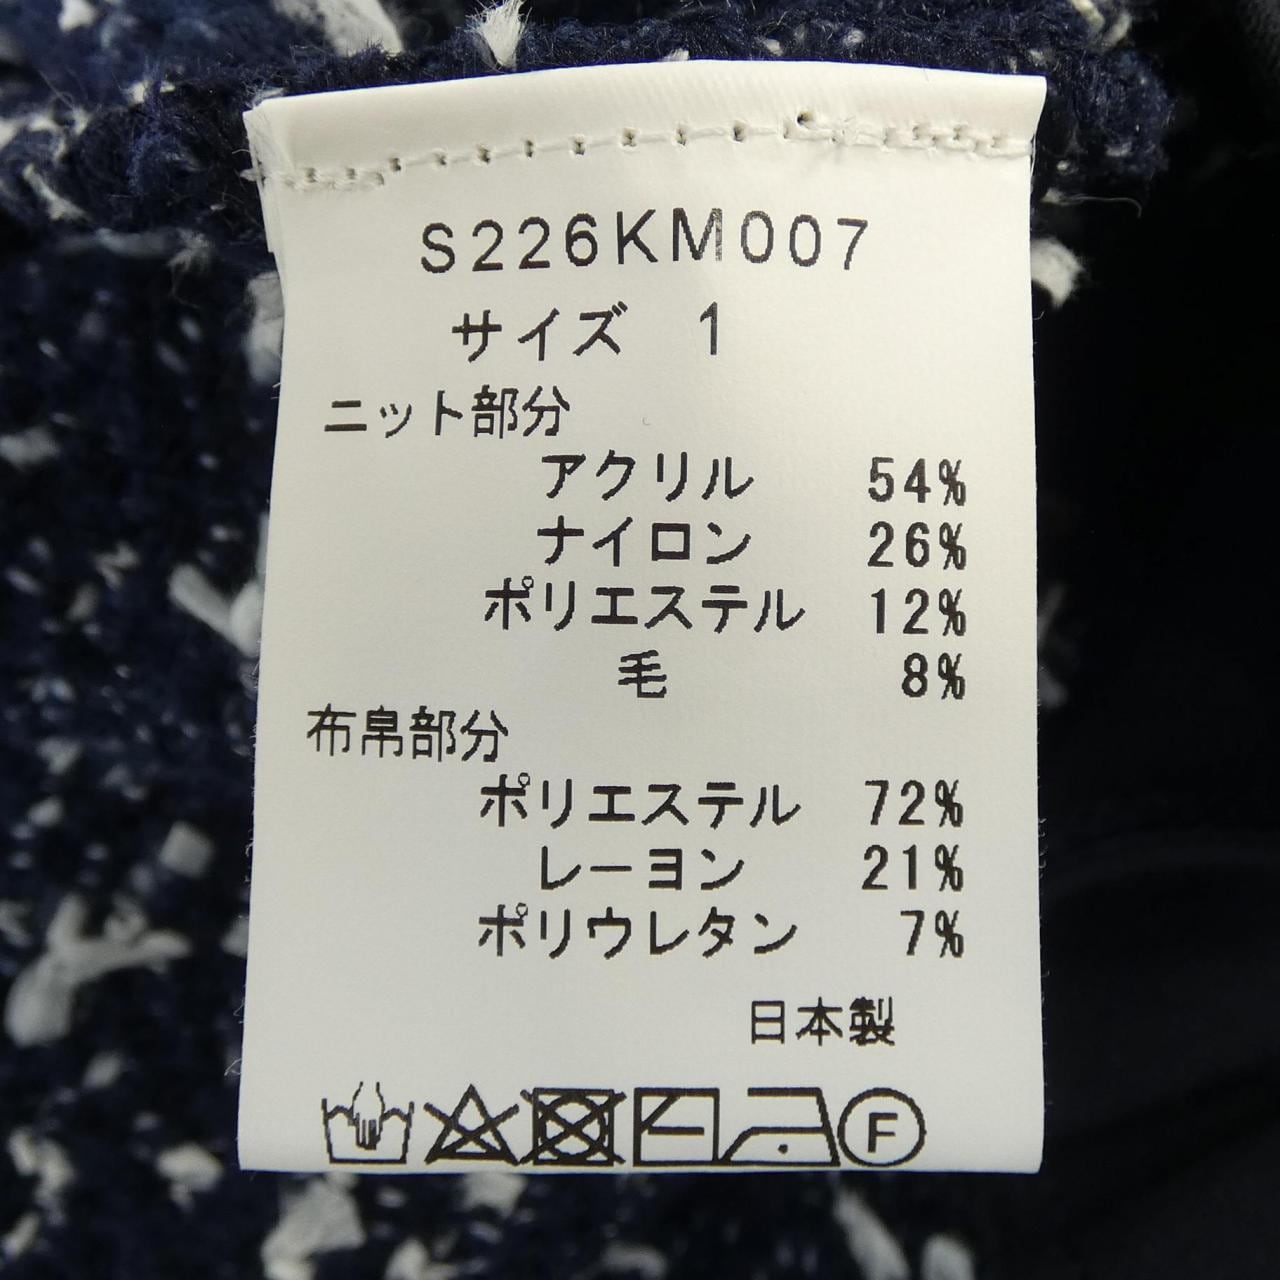 S226KM007
サイズ 1
ニット部分
アクリル 54%
ナイロン 26%
ポリエステル 12%
毛 8%
布帛部分
ポリエステル 72%
レーヨン 21%
ポリウレタン 7%
日本製
F